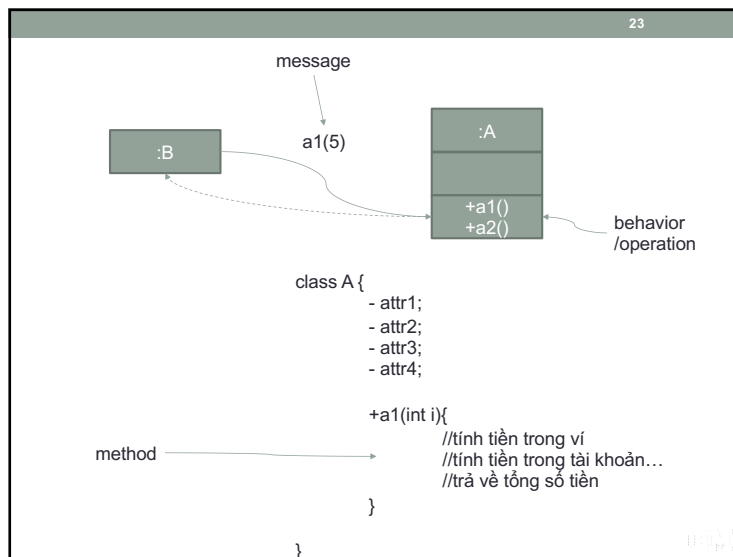 23
message
a1(5)
:B
:A
+a1()
+a2()
behavior
/operation
class A {
- attr1;
- attr2;
- attr3;
- attr4;
+a1(int i){
//tính tiền trong ví
method
//tính tiền trong tài khoản…
//trả về tổng số tiền
}
}